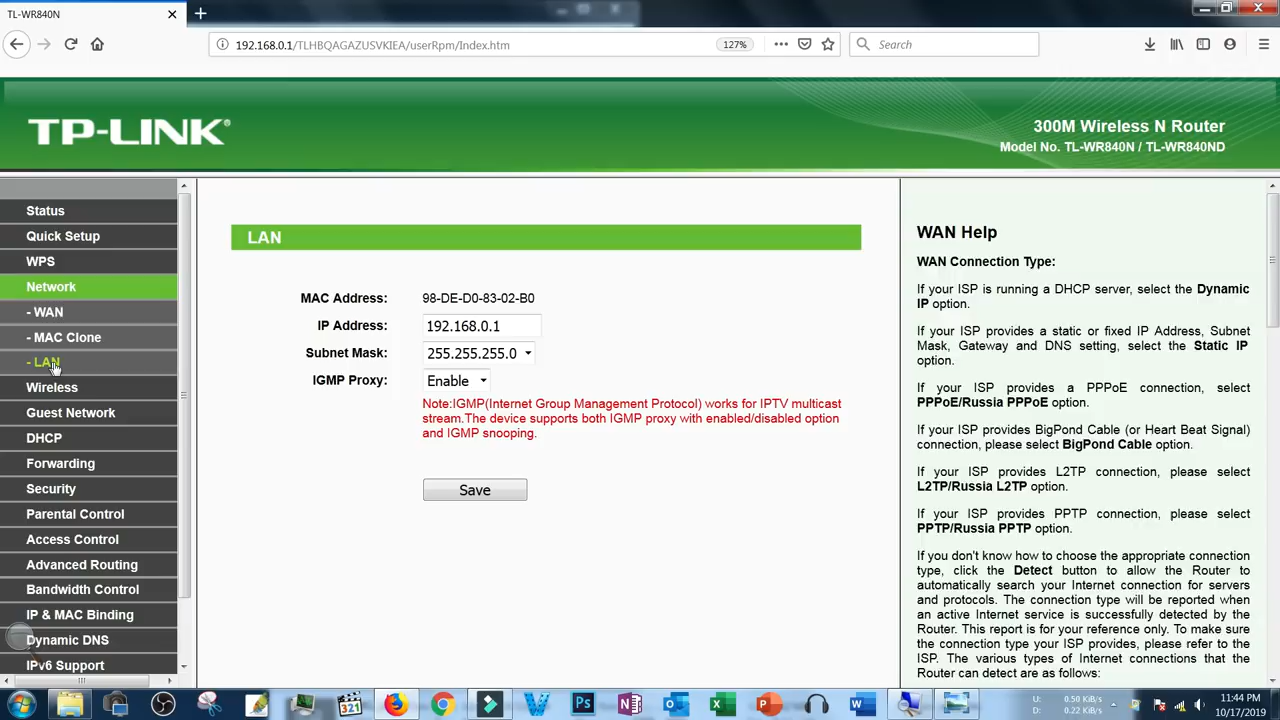 TL-WR840N
192.168.0.1/TLHBQAGAZUSVKIEA/userRpm/Index.htm
127%
Search
TP-LINK®
300M Wireless N Router
Model No. TL-WR840N / TL-WR840ND
Status
Quick Setup
WPS
Network
- WAN
- MAC Clone
- LAN
Wireless
Guest Network
DHCP
Forwarding
Security
Parental Control
Access Control
Advanced Routing
Bandwidth Control
IP & MAC Binding
Dynamic DNS
IPv6 Support
LAN
MAC Address: 98-DE-D0-83-02-B0
IP Address: 192.168.0.1
Subnet Mask: 255.255.255.0
IGMP Proxy: Enable
Note:IGMP(Internet Group Management Protocol) works for IPTV multicast
stream.The device supports both IGMP proxy with enabled/disabled option
and IGMP snooping.
Save
WAN Help
WAN Connection Type:
If your ISP is running a DHCP server, select the Dynamic
IP option.
If your ISP provides a static or fixed IP Address, Subnet
Mask, Gateway and DNS setting, select the Static IP
option.
If your ISP provides a PPPoE connection, select
PPPoE/Russia PPPoE option.
If your ISP provides BigPond Cable (or Heart Beat Signal)
connection, please select BigPond Cable option.
If your ISP provides L2TP connection, please select
L2TP/Russia L2TP option.
If your ISP provides PPTP connection, please select
PPTP/Russia PPTP option.
If you don't know how to choose the appropriate connection
type, click the Detect button to allow the Router to
automatically search your Internet connection for servers
and protocols. The connection type will be reported when
an active Internet service is successfully detected by the
Router. This report is for your reference only. To make sure
the connection type your ISP provides, please refer to the
ISP. The various types of Internet connections that the
Router can detect are as follows:
321
Ps
U: 0.50 KiB/s
D: 0.22 KiB/s
11:44 PM
10/17/2019